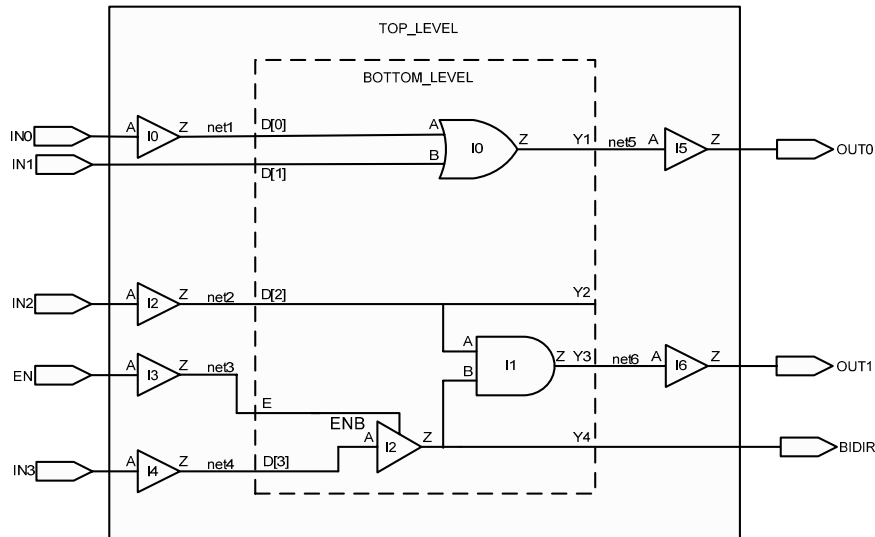 TOP_LEVEL
BOTTOM_LEVEL
IN0 A I0 Z net1 D[0] A I0 Z Y1 net5 A I5 Z OUT0
IN1 D[1] B
IN2 A I2 Z net2 D[2] Y2
A I1 Z Y3 net6 A I6 Z OUT1
B
EN A I3 Z net3 E ENB
IN3 A I4 Z net4 D[3] A I2 Z Y4 BIDIR